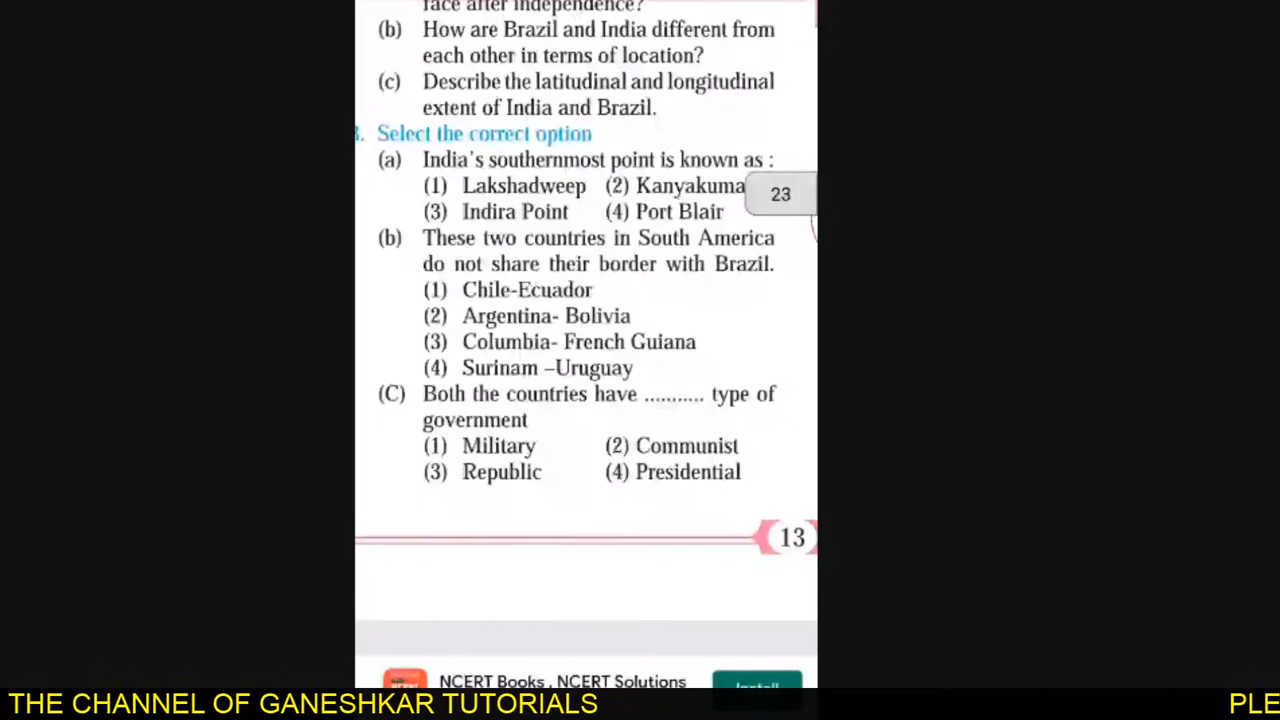 face after independence?
(b) How are Brazil and India different from
each other in terms of location?
(c) Describe the latitudinal and longitudinal
extent of India and Brazil.
3. Select the correct option
(a) India's southernmost point is known as :
(1) Lakshadweep (2) Kanyakuma
23
(3) Indira Point (4) Port Blair
(b) These two countries in South America
do not share their border with Brazil.
(1) Chile-Ecuador
(2) Argentina- Bolivia
(3) Columbia- French Guiana
(4) Surinam –Uruguay
(C) Both the countries have ........... type of
government
(1) Military (2) Communist
(3) Republic (4) Presidential
13
NCERT Books , NCERT Solutions
Install
THE CHANNEL OF GANESHKAR TUTORIALS PLE